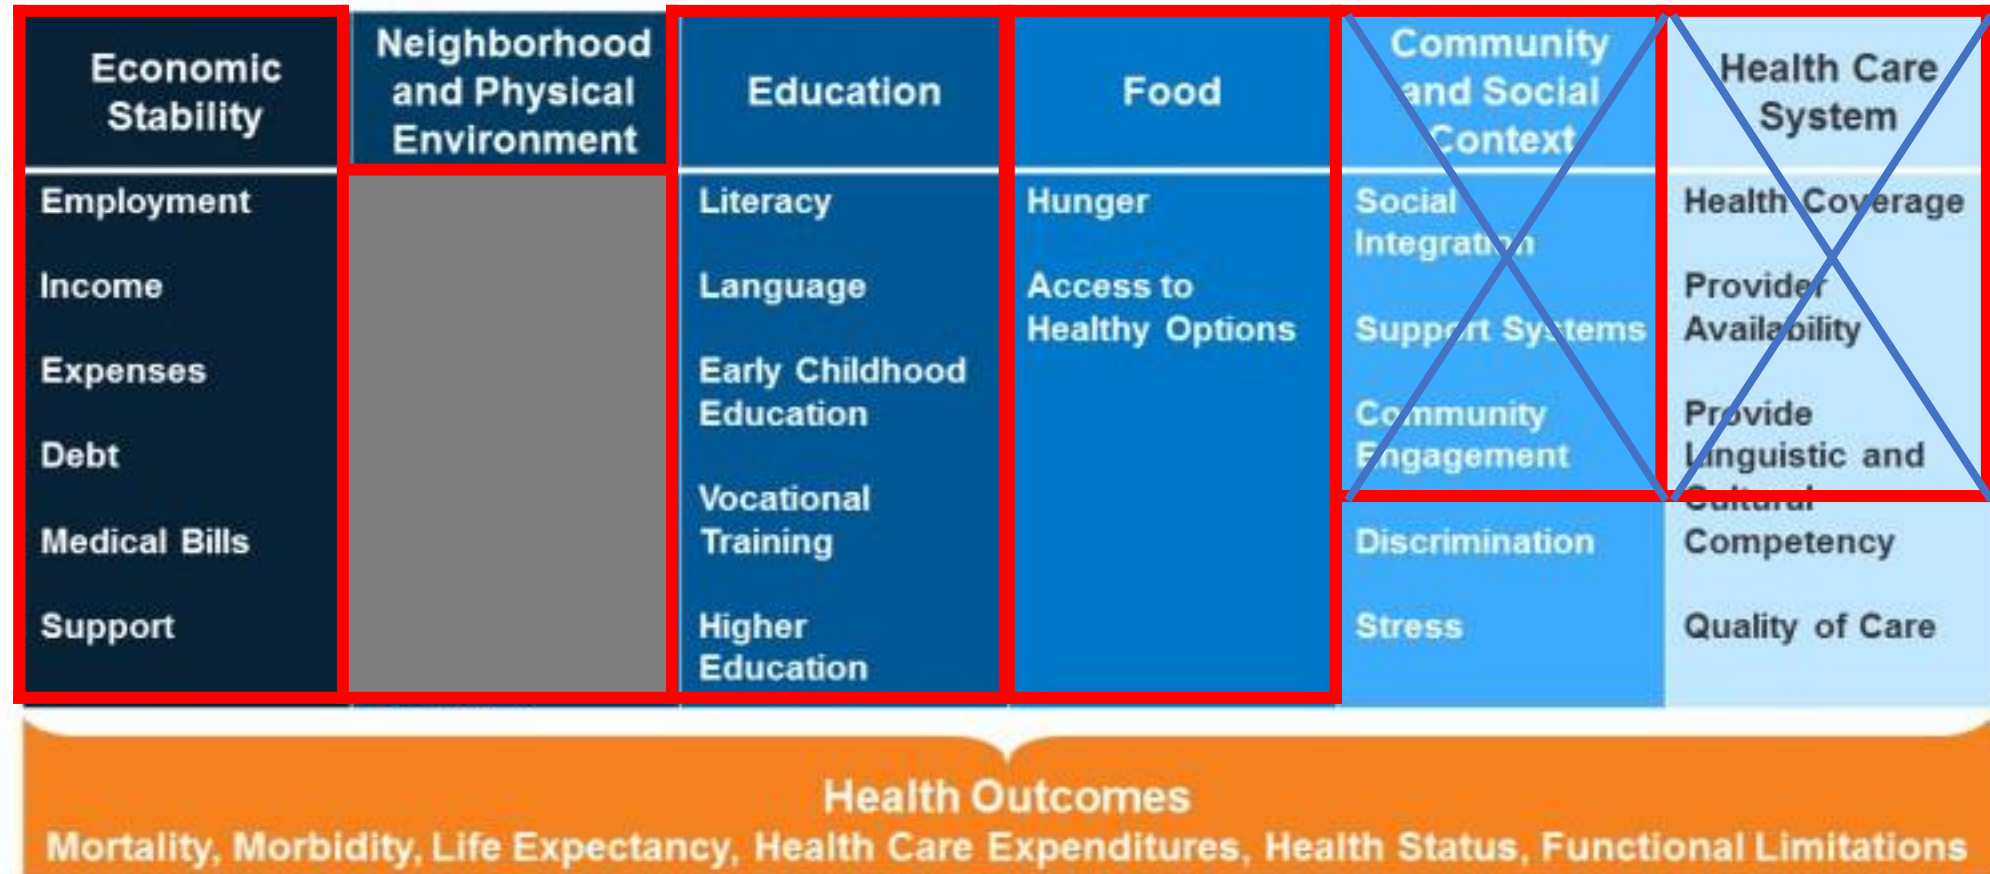 Economic
Stability
Neighborhood
and Physical
Environment
Education
Food
Community
and Social
Context
Health Care
System
Employment
Income
Expenses
Debt
Medical Bills
Support
Literacy
Language
Early Childhood
Education
Vocational
Training
Higher
Education
Hunger
Access to
Healthy Options
Social
Integration
Support Systems
Community
Engagement
Discrimination
Stress
Health Coverage
Provider
Availability
Provide
Linguistic and
Cultural
Competency
Quality of Care
Health Outcomes
Mortality, Morbidity, Life Expectancy, Health Care Expenditures, Health Status, Functional Limitations